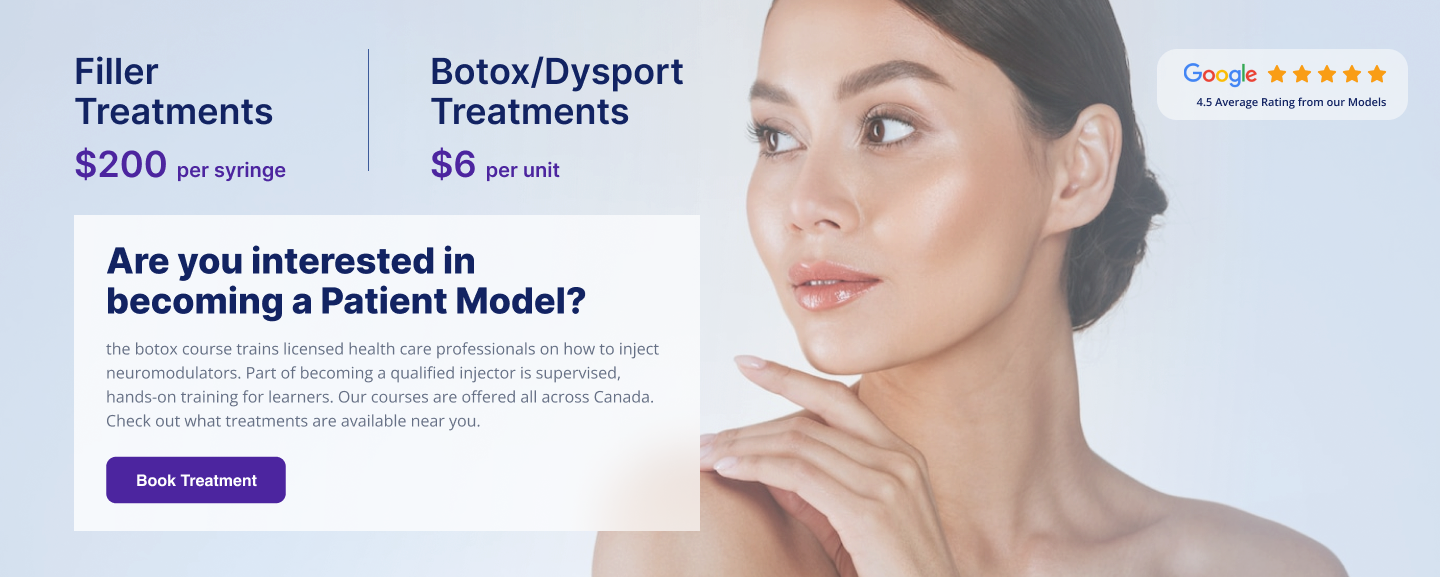 Filler
Treatments
$200 per syringe
Botox/Dysport
Treatments
$6 per unit
Google
4.5 Average Rating from our Models
Are you interested in
becoming a Patient Model?
the botox course trains licensed health care professionals on how to inject
neuromodulators. Part of becoming a qualified injector is supervised,
hands-on training for learners. Our courses are offered all across Canada.
Check out what treatments are available near you.
Book Treatment